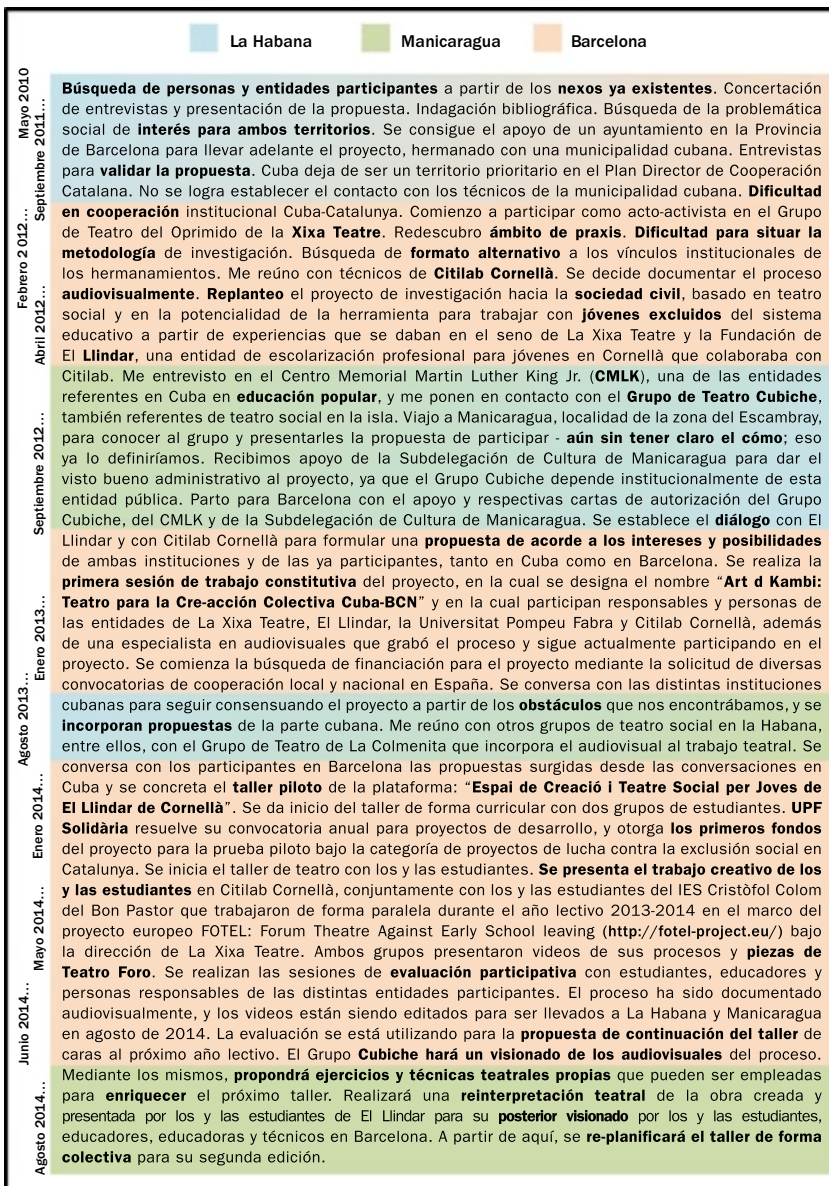 La Habana
Manicaragua
Barcelona
Mayo 2010
Septiembre 2011...
Febrero 2 012...
Abril 2012...
Septiembre 2012...
Enero 2013...
Agosto 2013...
Enero 2014...
Mayo 2014...
Junio 2014...
Agosto 2014...
Búsqueda de personas y entidades participantes a partir de los nexos ya existentes. Concertación
de entrevistas y presentación de la propuesta. Indagación bibliográfica. Búsqueda de la problemática
social de interés para ambos territorios. Se consigue el apoyo de un ayuntamiento en la Provincia
de Barcelona para llevar adelante el proyecto, hermanado con una municipalidad cubana. Entrevistas
para validar la propuesta. Cuba deja de ser un territorio prioritario en el Plan Director de Cooperación
Catalana. No se logra establecer el contacto con los técnicos de la municipalidad cubana. Dificultad
en cooperación institucional Cuba-Catalunya. Comienzo a participar como acto-activista en el Grupo
de Teatro del Oprimido de la Xixa Teatre. Redescubro ámbito de praxis. Dificultad para situar la
metodología de investigación. Búsqueda de formato alternativo a los vínculos institucionales de
los hermanamientos. Me reúno con técnicos de Citilab Cornellà. Se decide documentar el proceso
audiovisualmente. Replanteo el proyecto de investigación hacia la sociedad civil, basado en teatro
social y en la potencialidad de la herramienta para trabajar con jóvenes excluidos del sistema
educativo a partir de experiencias que se daban en el seno de La Xixa Teatre y la Fundación de
El Llindar, una entidad de escolarización profesional para jóvenes en Cornellà que colaboraba con
Citilab. Me entrevisto en el Centro Memorial Martin Luther King Jr. (CMLK), una de las entidades
referentes en Cuba en educación popular, y me ponen en contacto con el Grupo de Teatro Cubiche,
también referentes de teatro social en la isla. Viajo a Manicaragua, localidad de la zona del Escambray,
para conocer al grupo y presentarles la propuesta de participar - aún sin tener claro el cómo; eso
ya lo definiríamos. Recibimos apoyo de la Subdelegación de Cultura de Manicaragua para dar el
visto bueno administrativo al proyecto, ya que el Grupo Cubiche depende institucionalmente de esta
entidad pública. Parto para Barcelona con el apoyo y respectivas cartas de autorización del Grupo
Cubiche, del CMLK y de la Subdelegación de Cultura de Manicaragua. Se establece el diálogo con El
Llindar y con Citilab Cornellà para formular una propuesta de acorde a los intereses y posibilidades
de ambas instituciones y de las ya participantes, tanto en Cuba como en Barcelona. Se realiza la
primera sesión de trabajo constitutiva del proyecto, en la cual se designa el nombre “Art d Kambi:
Teatro para la Cre-acción Colectiva Cuba-BCN” y en la cual participan responsables y personas de
las entidades de La Xixa Teatre, El Llindar, la Universitat Pompeu Fabra y Citilab Cornellà, además
de una especialista en audiovisuales que grabó el proceso y sigue actualmente participando en el
proyecto. Se comienza la búsqueda de financiación para el proyecto mediante la solicitud de diversas
convocatorias de cooperación local y nacional en España. Se conversa con las distintas instituciones
cubanas para seguir consensuando el proyecto a partir de los obstáculos que nos encontrábamos, y se
incorporan propuestas de la parte cubana. Me reúno con otros grupos de teatro social en la Habana,
entre ellos, con el Grupo de Teatro de La Colmenita que incorpora el audiovisual al trabajo teatral. Se
conversa con los participantes en Barcelona las propuestas surgidas desde las conversaciones en
Cuba y se concreta el taller piloto de la plataforma: “Espai de Creació i Teatre Social per Joves de
El Llindar de Cornellà”. Se da inicio del taller de forma curricular con dos grupos de estudiantes. UPF
Solidària resuelve su convocatoria anual para proyectos de desarrollo, y otorga los primeros fondos
del proyecto para la prueba piloto bajo la categoría de proyectos de lucha contra la exclusión social en
Catalunya. Se inicia el taller de teatro con los y las estudiantes. Se presenta el trabajo creativo de los
y las estudiantes en Citilab Cornellà, conjuntamente con los y las estudiantes del IES Cristòfol Colom
del Bon Pastor que trabajaron de forma paralela durante el año lectivo 2013-2014 en el marco del
proyecto europeo FOTEL: Forum Theatre Against Early School leaving (http://fotel-project.eu/) bajo
la dirección de La Xixa Teatre. Ambos grupos presentaron videos de sus procesos y piezas de
Teatro Foro. Se realizan las sesiones de evaluación participativa con estudiantes, educadores y
personas responsables de las distintas entidades participantes. El proceso ha sido documentado
audiovisualmente, y los videos están siendo editados para ser llevados a La Habana y Manicaragua
en agosto de 2014. La evaluación se está utilizando para la propuesta de continuación del taller de
caras al próximo año lectivo. El Grupo Cubiche hará un visionado de los audiovisuales del proceso.
Mediante los mismos, propondrá ejercicios y técnicas teatrales propias que pueden ser empleadas
para enriquecer el próximo taller. Realizará una reinterpretación teatral de la obra creada y
presentada por los y las estudiantes de El Llindar para su posterior visionado por los y las estudiantes,
educadores, educadoras y técnicos en Barcelona. A partir de aquí, se re-planificará el taller de forma
colectiva para su segunda edición.